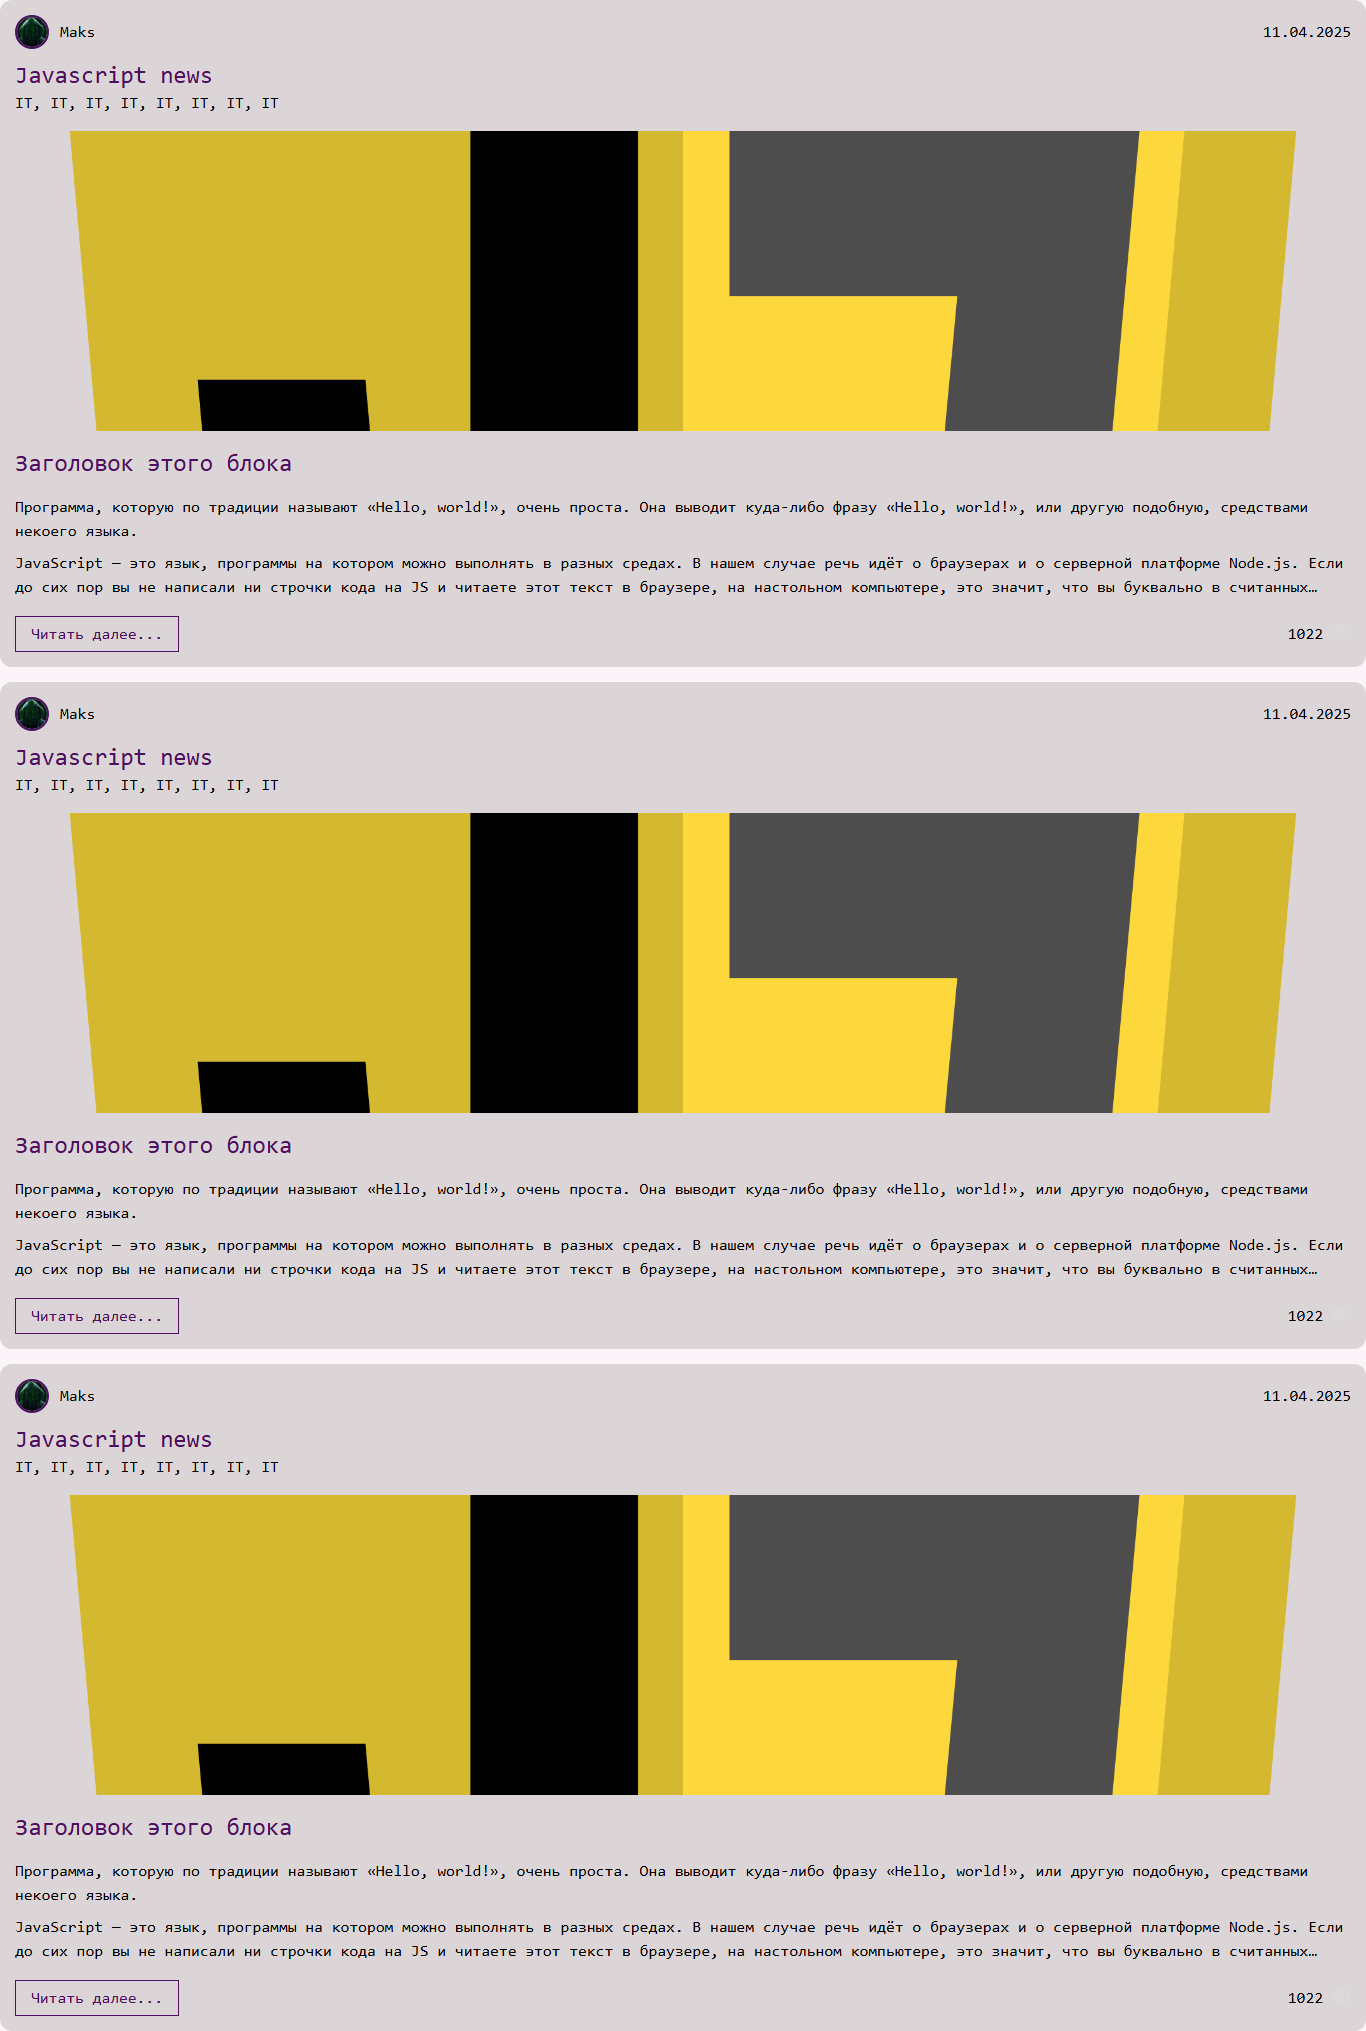 Maks
11.04.2025
Javascript news
IT, IT, IT, IT, IT, IT, IT, IT
Заголовок этого блока
Программа, которую по традиции называют «Hello, world!», очень проста. Она выводит куда-либо фразу «Hello, world!», или другую подобную, средствами
некоего языка.
JavaScript — это язык, программы на котором можно выполнять в разных средах. В нашем случае речь идёт о браузерах и о серверной платформе Node.js. Если
до сих пор вы не написали ни строчки кода на JS и читаете этот текст в браузере, на настольном компьютере, это значит, что вы буквально в считанных…
Читать далее...
1022
Maks
11.04.2025
Javascript news
IT, IT, IT, IT, IT, IT, IT, IT
Заголовок этого блока
Программа, которую по традиции называют «Hello, world!», очень проста. Она выводит куда-либо фразу «Hello, world!», или другую подобную, средствами
некоего языка.
JavaScript — это язык, программы на котором можно выполнять в разных средах. В нашем случае речь идёт о браузерах и о серверной платформе Node.js. Если
до сих пор вы не написали ни строчки кода на JS и читаете этот текст в браузере, на настольном компьютере, это значит, что вы буквально в считанных…
Читать далее...
1022
Maks
11.04.2025
Javascript news
IT, IT, IT, IT, IT, IT, IT, IT
Заголовок этого блока
Программа, которую по традиции называют «Hello, world!», очень проста. Она выводит куда-либо фразу «Hello, world!», или другую подобную, средствами
некоего языка.
JavaScript — это язык, программы на котором можно выполнять в разных средах. В нашем случае речь идёт о браузерах и о серверной платформе Node.js. Если
до сих пор вы не написали ни строчки кода на JS и читаете этот текст в браузере, на настольном компьютере, это значит, что вы буквально в считанных…
Читать далее...
1022